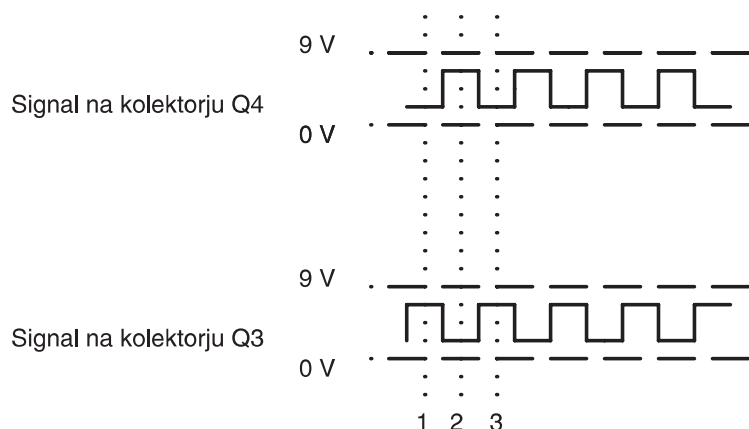 9 V
Signal na kolektorju Q4
0 V
9 V
Signal na kolektorju Q3
0 V
1 2 3